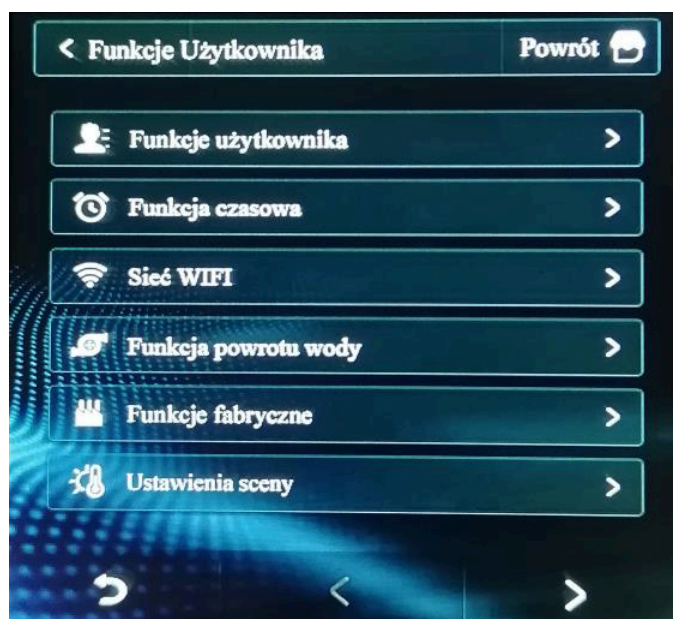 Funkcje Użytkownika Powrót
Funkcje użytkownika
Funkcja czasowa
Sieć WIFI
Funkcja powrotu wody
Funkcje fabryczne
Ustawienia sceny